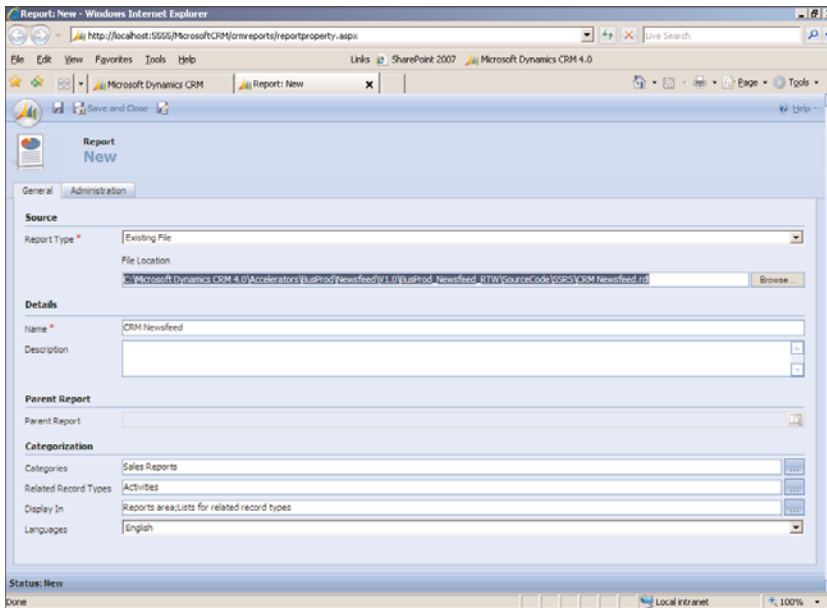 Report: New - Windows Internet Explorer
http://localhost:5555/MicrosoftCRM/crmreports/reportproperty.aspx
Live Search
File Edit View Favorites Tools Help
Links SharePoint 2007 Microsoft Dynamics CRM 4.0
Microsoft Dynamics CRM
Report: New
Page Tools
Save and Close
Help
Report
New
General Administration
Source
Report Type *
Existing File
File Location
C:\Microsoft Dynamics CRM 4.0\Accelerators\BusProd\Newsfeed\V1.0\BusProd_Newsfeed_RTW\SourceCode\SSRS\CRM Newsfeed.rdl
Browse...
Details
Name *
CRM Newsfeed
Description
Parent Report
Parent Report
Categorization
Categories
Sales Reports
Related Record Types
Activities
Display In
Reports area;Lists for related record types
Languages
English
Status: New
Done
Local intranet
100%